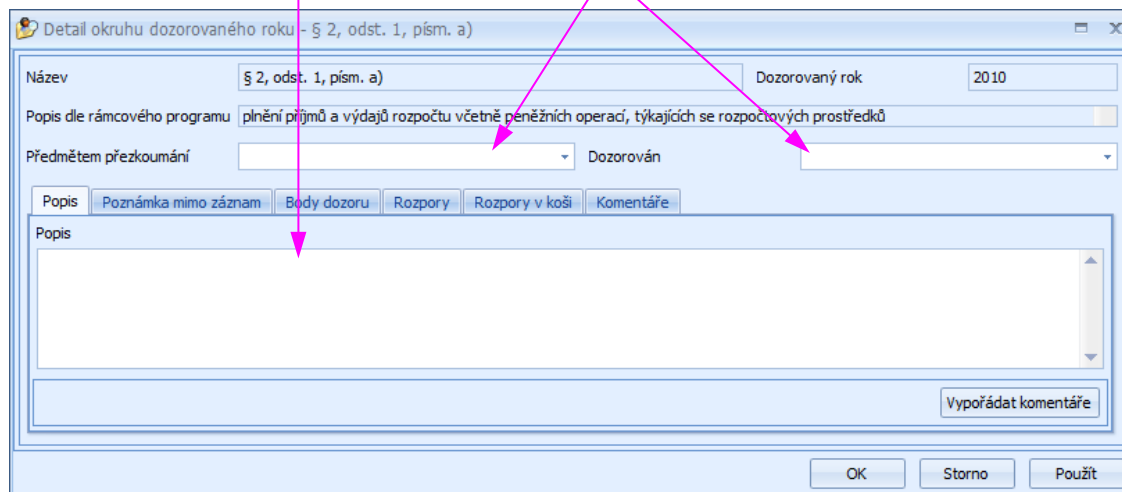 Detail okruhu dozorovaného roku - § 2, odst. 1, písm. a)
Název § 2, odst. 1, písm. a) Dozorovaný rok 2010
Popis dle rámcového programu plnění příjmů a výdajů rozpočtu včetně peněžních operací, týkajících se rozpočtových prostředků
Předmětem přezkoumání Dozorován
Popis Poznámka mimo záznam Body dozoru Rozpory Rozpory v koši Komentáře
Popis
Vypořádat komentáře
OK Storno Použít